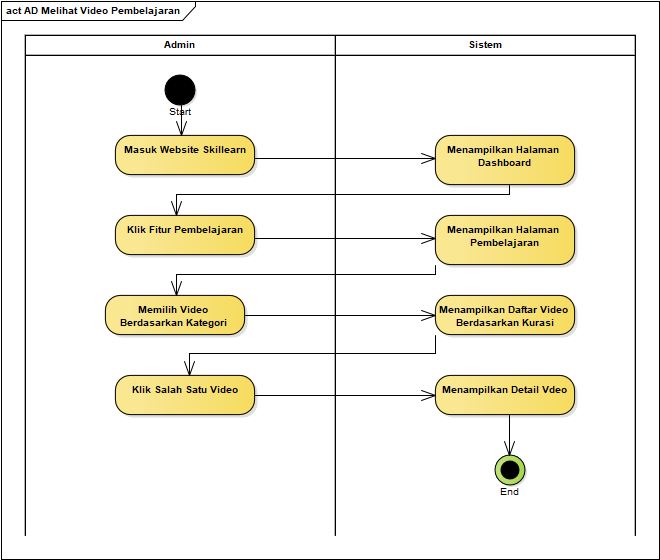 act AD Melihat Video Pembelajaran
Admin
Sistem
Start
Masuk Website Skillearn
Menampilkan Halaman
Dashboard
Klik Fitur Pembelajaran
Menampilkan Halaman
Pembelajaran
Memilih Video
Berdasarkan Kategori
Menampilkan Daftar Video
Berdasarkan Kurasi
Klik Salah Satu Video
Menampilkan Detail Vdeo
End